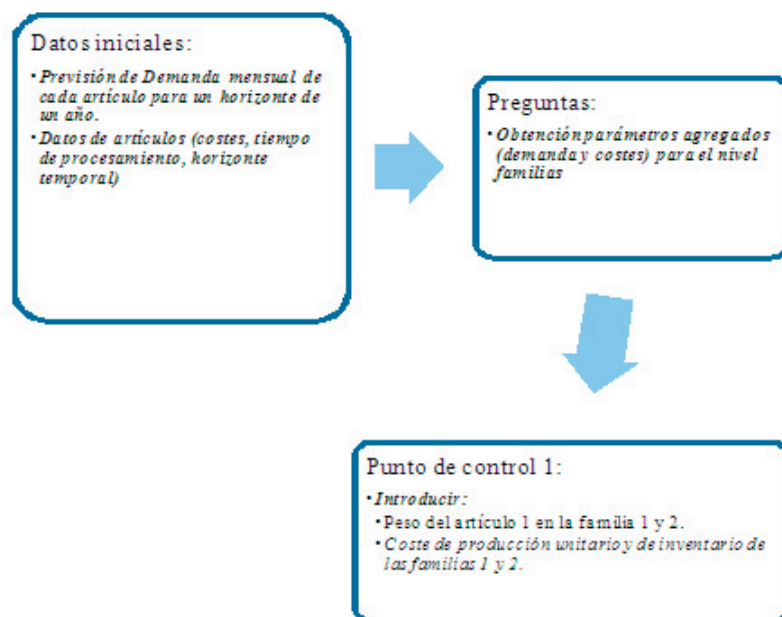 Datos iniciales:
• Previsión de Demanda mensual de
cada artículo para un horizonte de
un año.
• Datos de artículos (costes, tiempo
de procesamiento, horizonte
temporal)
Preguntas:
• Obtención parámetros agregados
(demanda y costes) para el nivel
familias
Punto de control 1:
• Introducir:
• Peso del artículo 1 en la familia 1 y 2.
• Coste de producción unitario y de inventario de
las familias 1 y 2.